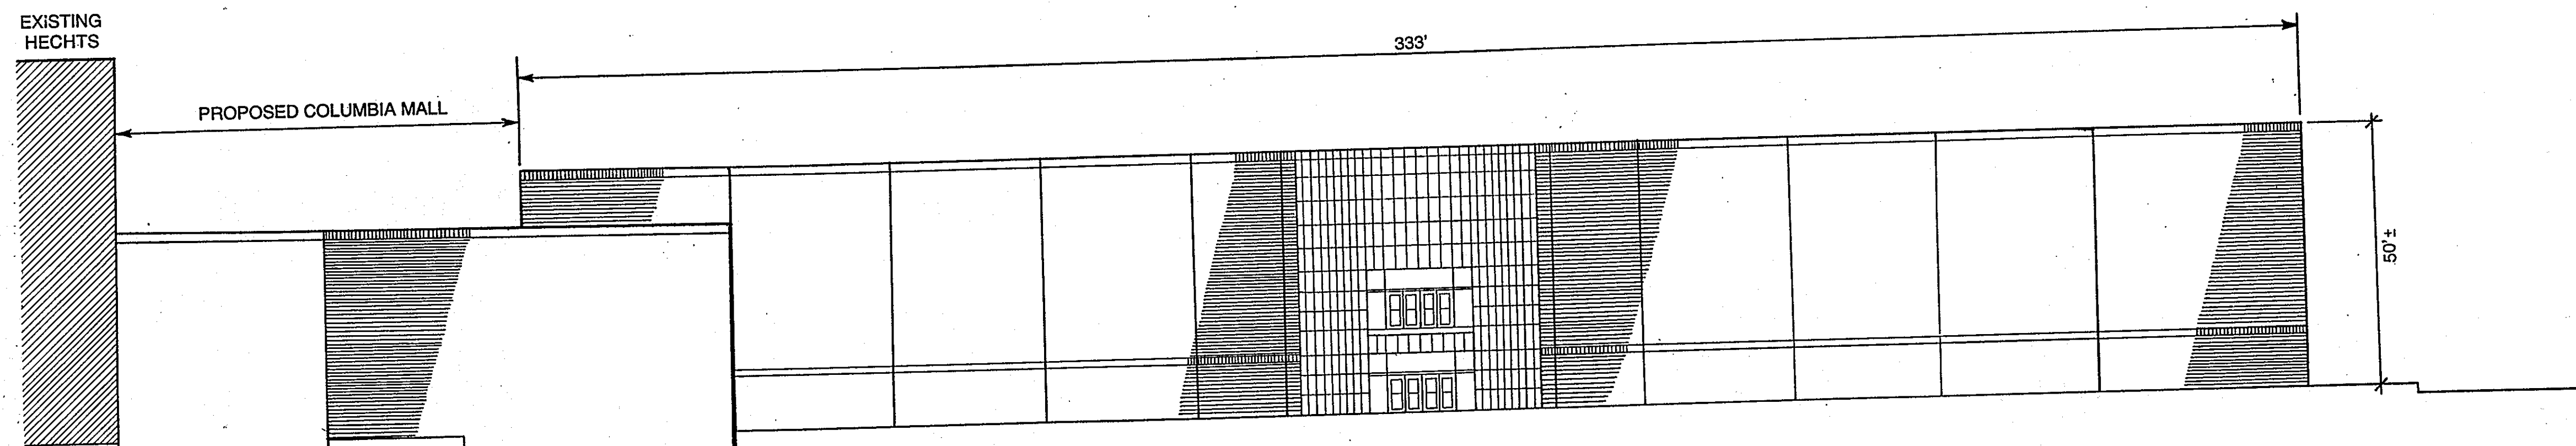 EXISTING
HECHTS
PROPOSED COLUMBIA MALL
333'
50'±